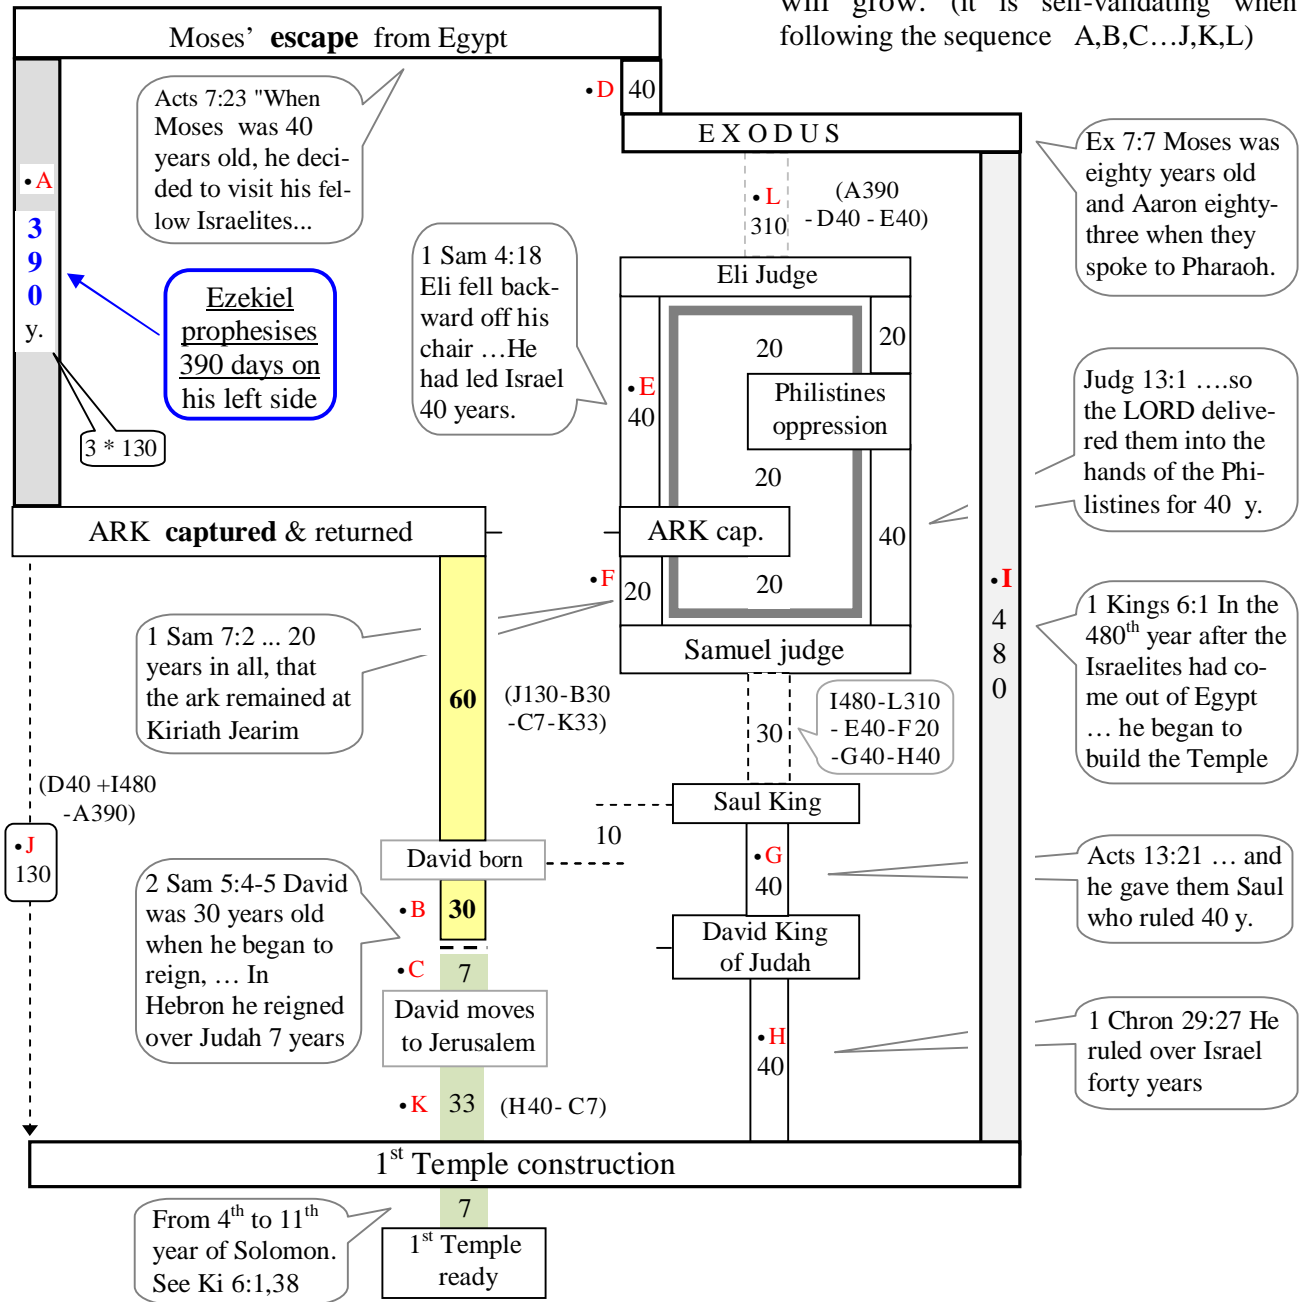 will grow. (it is self-validating when
following the sequence A,B,C…J,K,L)
Moses’ escape from Egypt
•D 40
EXODUS
Acts 7:23 "When
Moses was 40
years old, he deci-
ded to visit his fel-
low Israelites...
•A
3
9
0
y.
Ezekiel
prophesises
390 days on
his left side
3 * 130
Ex 7:7 Moses was
eighty years old
and Aaron eighty-
three when they
spoke to Pharaoh.
•L
310
(A390
- D40 - E40)
1 Sam 4:18
Eli fell back-
ward off his
chair …He
had led Israel
40 years.
Eli Judge
•E
40
20
20
Philistines
oppression
20
40
20
Judg 13:1 ….so
the LORD delive-
red them into the
hands of the Phi-
listines for 40 y.
ARK captured & returned
ARK cap.
•F 20
Samuel judge
•I
4
8
0
1 Kings 6:1 In the
480th year after the
Israelites had co-
me out of Egypt
… he began to
build the Temple
1 Sam 7:2 ... 20
years in all, that
the ark remained at
Kiriath Jearim
60
(J130-B30
-C7-K33)
30
I480-L310
- E40-F20
-G40-H40
(D40 +I480
-A390)
•J
130
Saul King
10
David born
•G
40
Acts 13:21 … and
he gave them Saul
who ruled 40 y.
2 Sam 5:4-5 David
was 30 years old
when he began to
reign, … In
Hebron he reigned
over Judah 7 years
•B 30
•C 7
David King
of Judah
David moves
to Jerusalem
•H
40
1 Chron 29:27 He
ruled over Israel
forty years
•K 33 (H40- C7)
1st Temple construction
7
From 4th to 11th
year of Solomon.
See Ki 6:1,38
1st Temple
ready